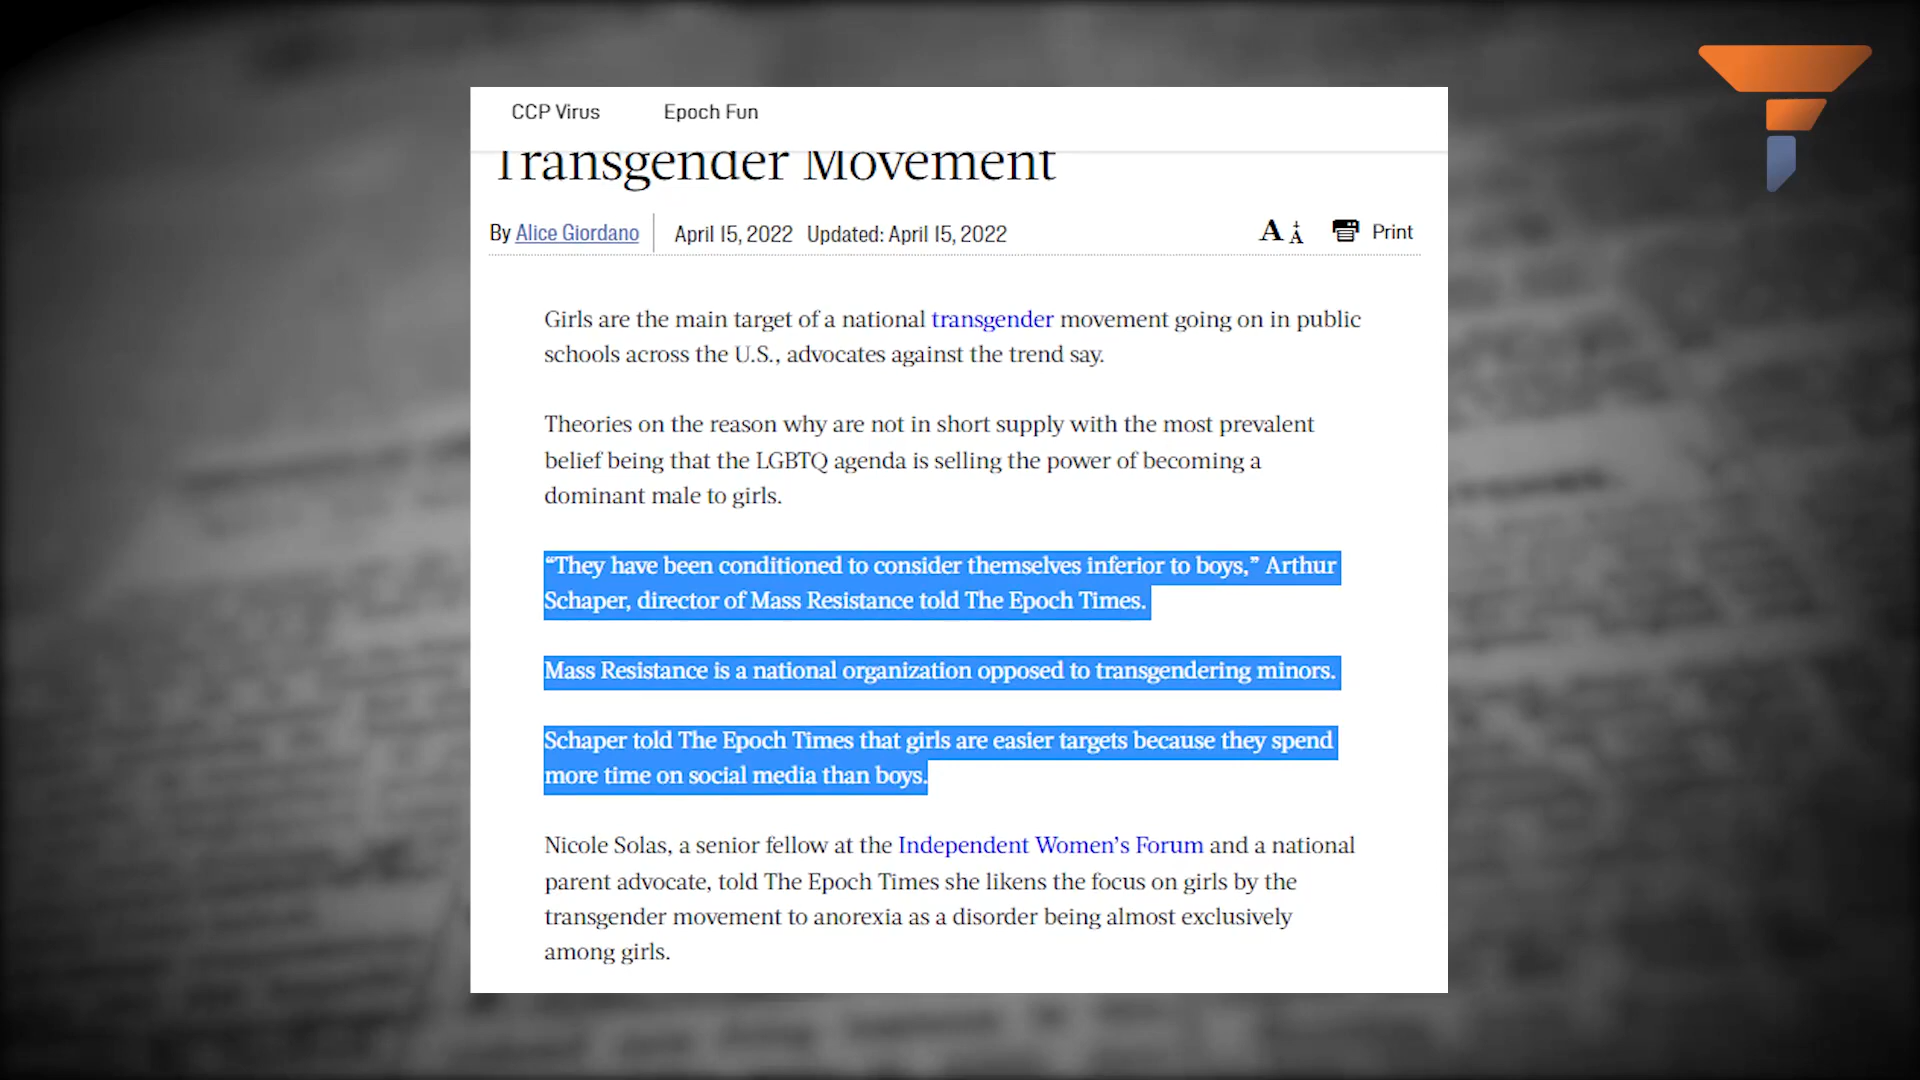 CCP Virus Epoch Fun
Transgender Movement
By Alice Giordano April 15, 2022 Updated: April 15, 2022 A A Print
Girls are the main target of a national transgender movement going on in public
schools across the U.S., advocates against the trend say.
Theories on the reason why are not in short supply with the most prevalent
belief being that the LGBTQ agenda is selling the power of becoming a
dominant male to girls.
“They have been conditioned to consider themselves inferior to boys,” Arthur
Schaper, director of Mass Resistance told The Epoch Times.
Mass Resistance is a national organization opposed to transgendering minors.
Schaper told The Epoch Times that girls are easier targets because they spend
more time on social media than boys.
Nicole Solas, a senior fellow at the Independent Women’s Forum and a national
parent advocate, told The Epoch Times she likens the focus on girls by the
transgender movement to anorexia as a disorder being almost exclusively
among girls.